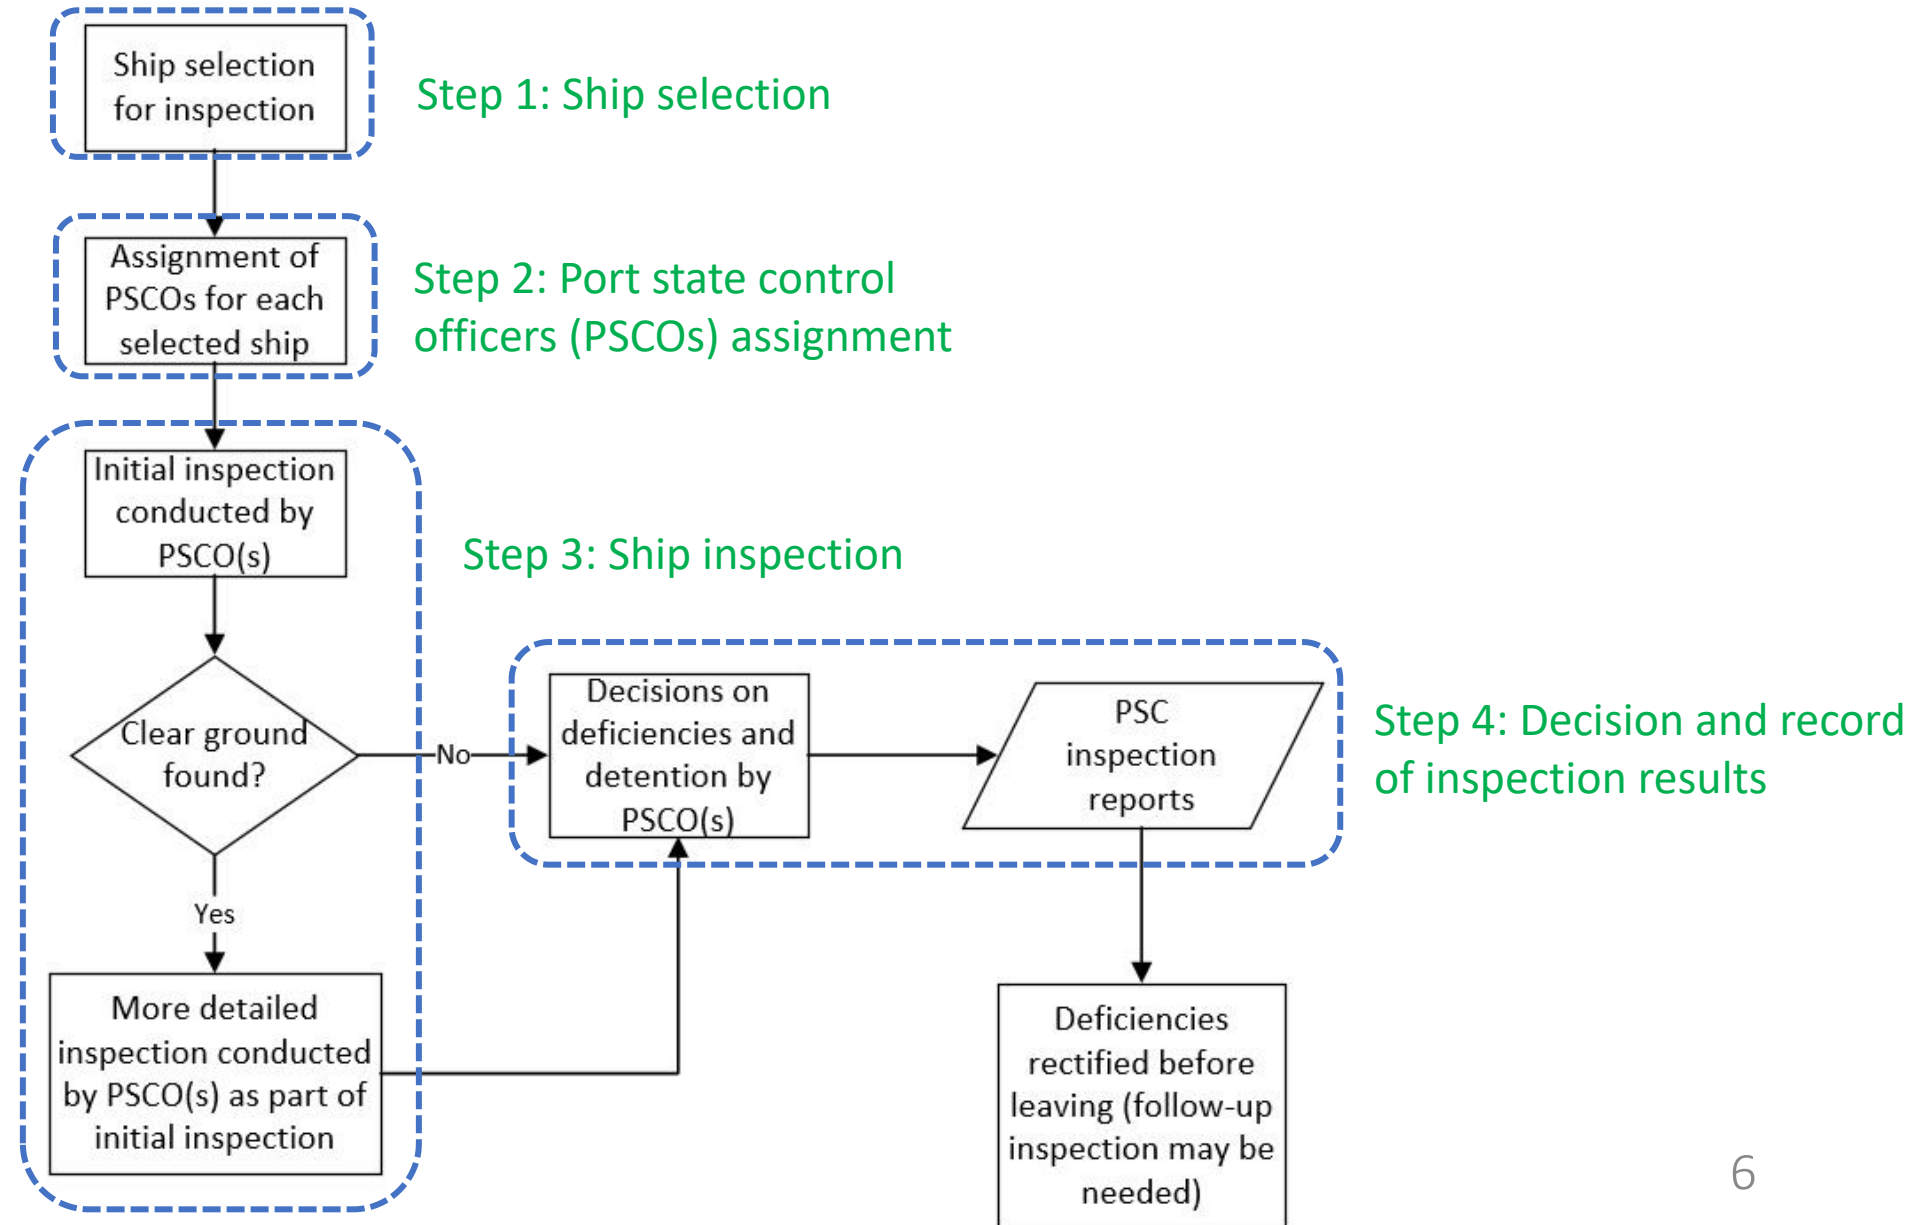 Ship selection
for inspection
Step 1: Ship selection
Assignment of
PSCOs for each
selected ship
Step 2: Port state control
officers (PSCOs) assignment
Initial inspection
conducted by
PSCO(s)
Step 3: Ship inspection
Clear ground
found?
No
Yes
More detailed
inspection conducted
by PSCO(s) as part of
initial inspection
Decisions on
deficiencies and
detention by
PSCO(s)
PSC
inspection
reports
Step 4: Decision and record
of inspection results
Deficiencies
rectified before
leaving (follow-up
inspection may be
needed)
6